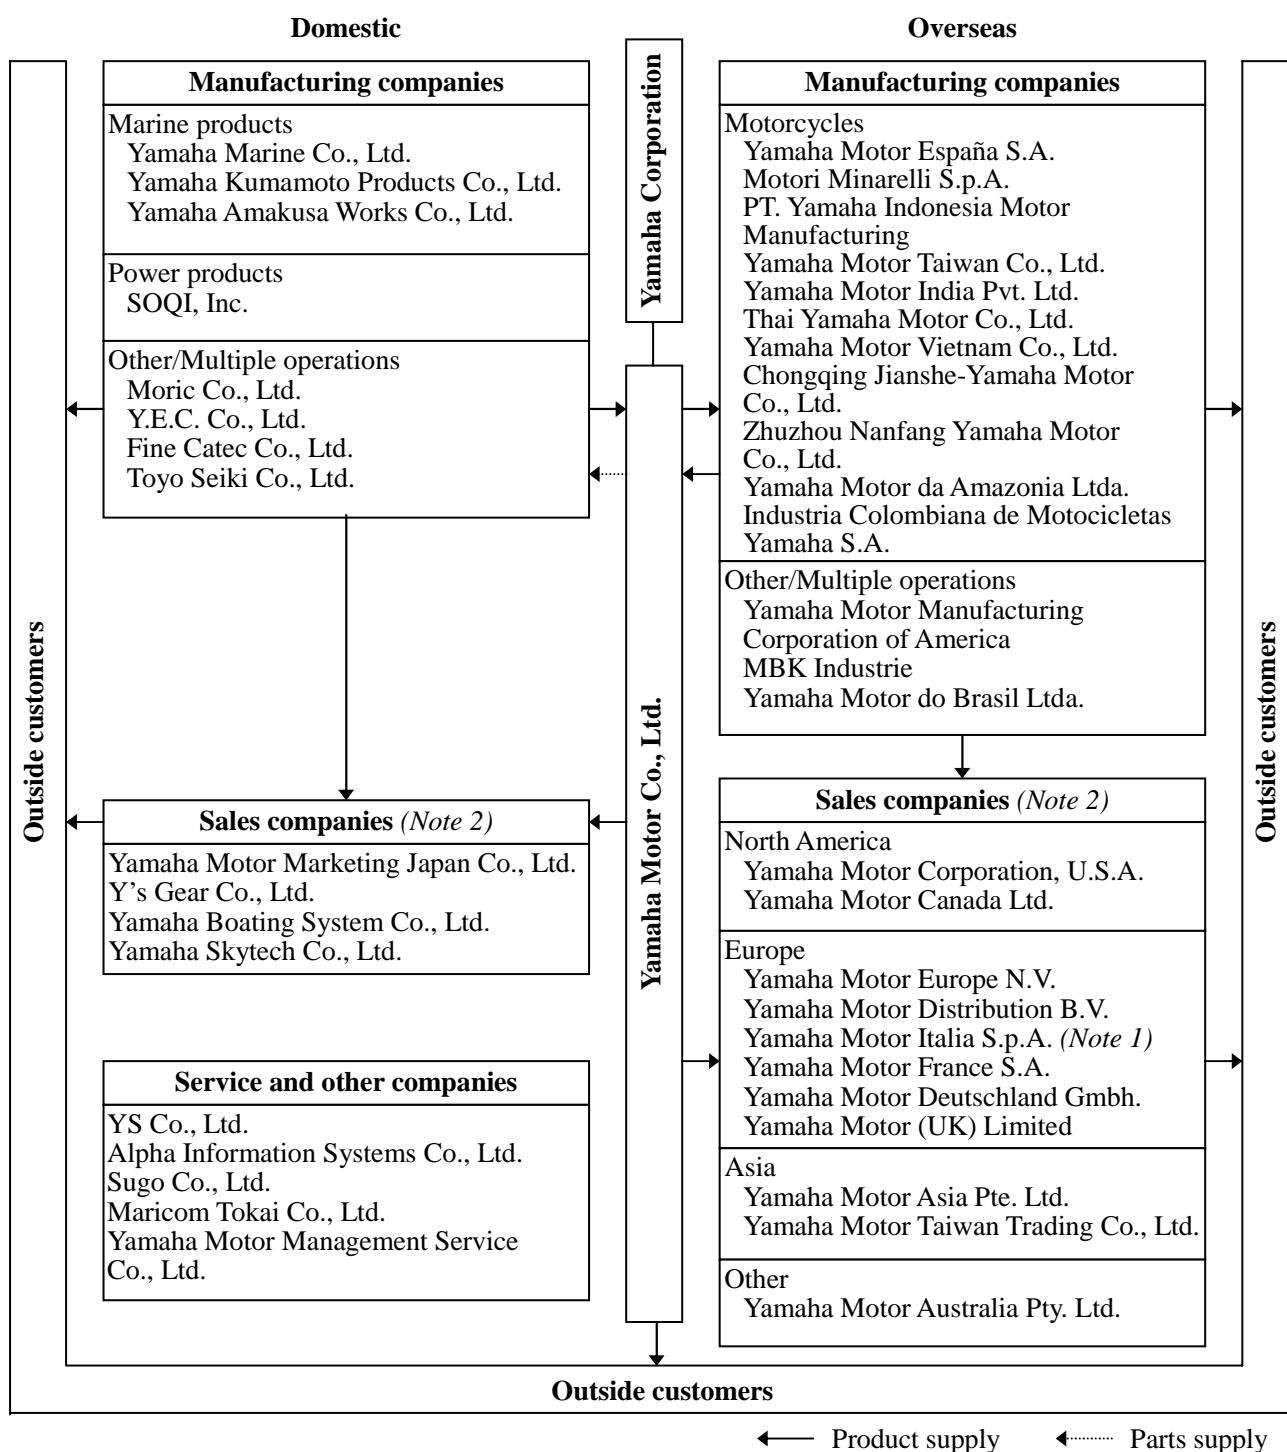 Domestic
Overseas
Outside customers
Manufacturing companies
Marine products
Yamaha Marine Co., Ltd.
Yamaha Kumamoto Products Co., Ltd.
Yamaha Amakusa Works Co., Ltd.
Power products
SOQI, Inc.
Other/Multiple operations
Moric Co., Ltd.
Y.E.C. Co., Ltd.
Fine Catec Co., Ltd.
Toyo Seiki Co., Ltd.
Sales companies (Note 2)
Yamaha Motor Marketing Japan Co., Ltd.
Y’s Gear Co., Ltd.
Yamaha Boating System Co., Ltd.
Yamaha Skytech Co., Ltd.
Service and other companies
YS Co., Ltd.
Alpha Information Systems Co., Ltd.
Sugo Co., Ltd.
Maricom Tokai Co., Ltd.
Yamaha Motor Management Service
Co., Ltd.
Yamaha Corporation
Yamaha Motor Co., Ltd.
Manufacturing companies
Motorcycles
Yamaha Motor España S.A.
Motori Minarelli S.p.A.
PT. Yamaha Indonesia Motor
Manufacturing
Yamaha Motor Taiwan Co., Ltd.
Yamaha Motor India Pvt. Ltd.
Thai Yamaha Motor Co., Ltd.
Yamaha Motor Vietnam Co., Ltd.
Chongqing Jianshe-Yamaha Motor
Co., Ltd.
Zhuzhou Nanfang Yamaha Motor
Co., Ltd.
Yamaha Motor da Amazonia Ltda.
Industria Colombiana de Motocicletas
Yamaha S.A.
Other/Multiple operations
Yamaha Motor Manufacturing
Corporation of America
MBK Industrie
Yamaha Motor do Brasil Ltda.
Sales companies (Note 2)
North America
Yamaha Motor Corporation, U.S.A.
Yamaha Motor Canada Ltd.
Europe
Yamaha Motor Europe N.V.
Yamaha Motor Distribution B.V.
Yamaha Motor Italia S.p.A. (Note 1)
Yamaha Motor France S.A.
Yamaha Motor Deutschland Gmbh.
Yamaha Motor (UK) Limited
Asia
Yamaha Motor Asia Pte. Ltd.
Yamaha Motor Taiwan Trading Co., Ltd.
Other
Yamaha Motor Australia Pty. Ltd.
Outside customers
Outside customers
Product supply
Parts supply